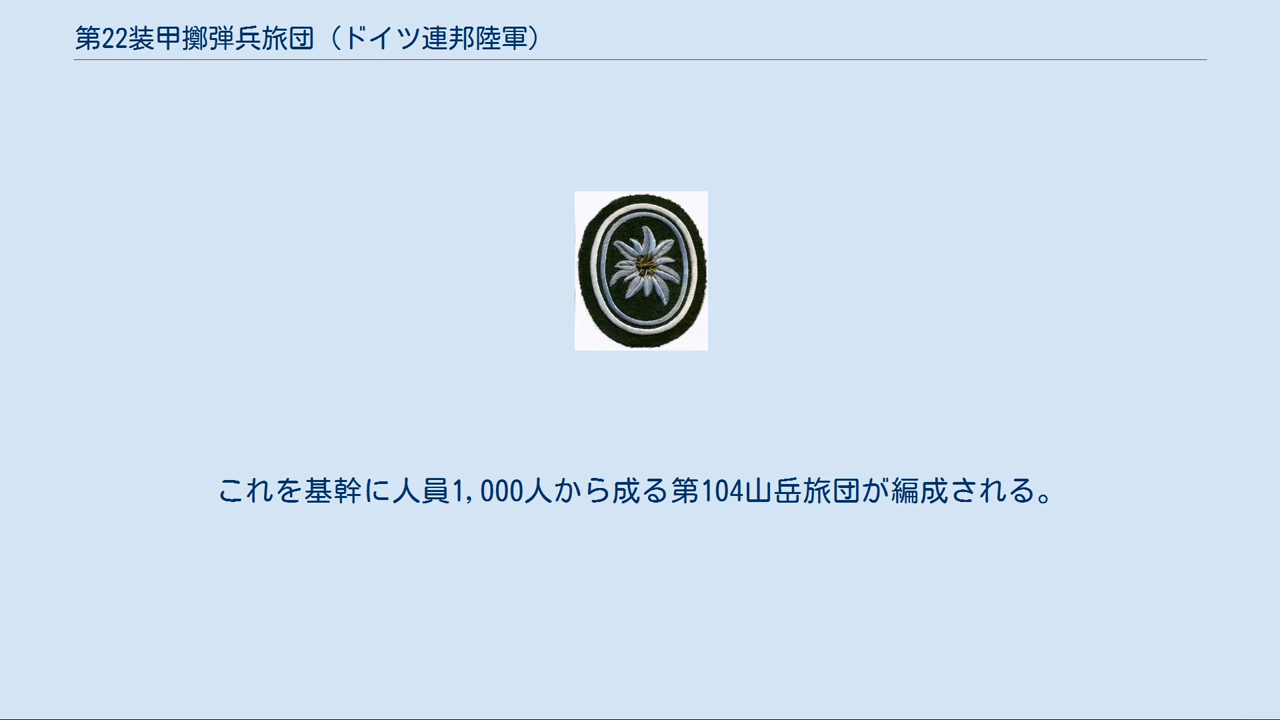 第22装甲擲弾兵旅団（ドイツ連邦陸軍）
これを基幹に人員1,000人から成る第104山岳旅団が編成される。